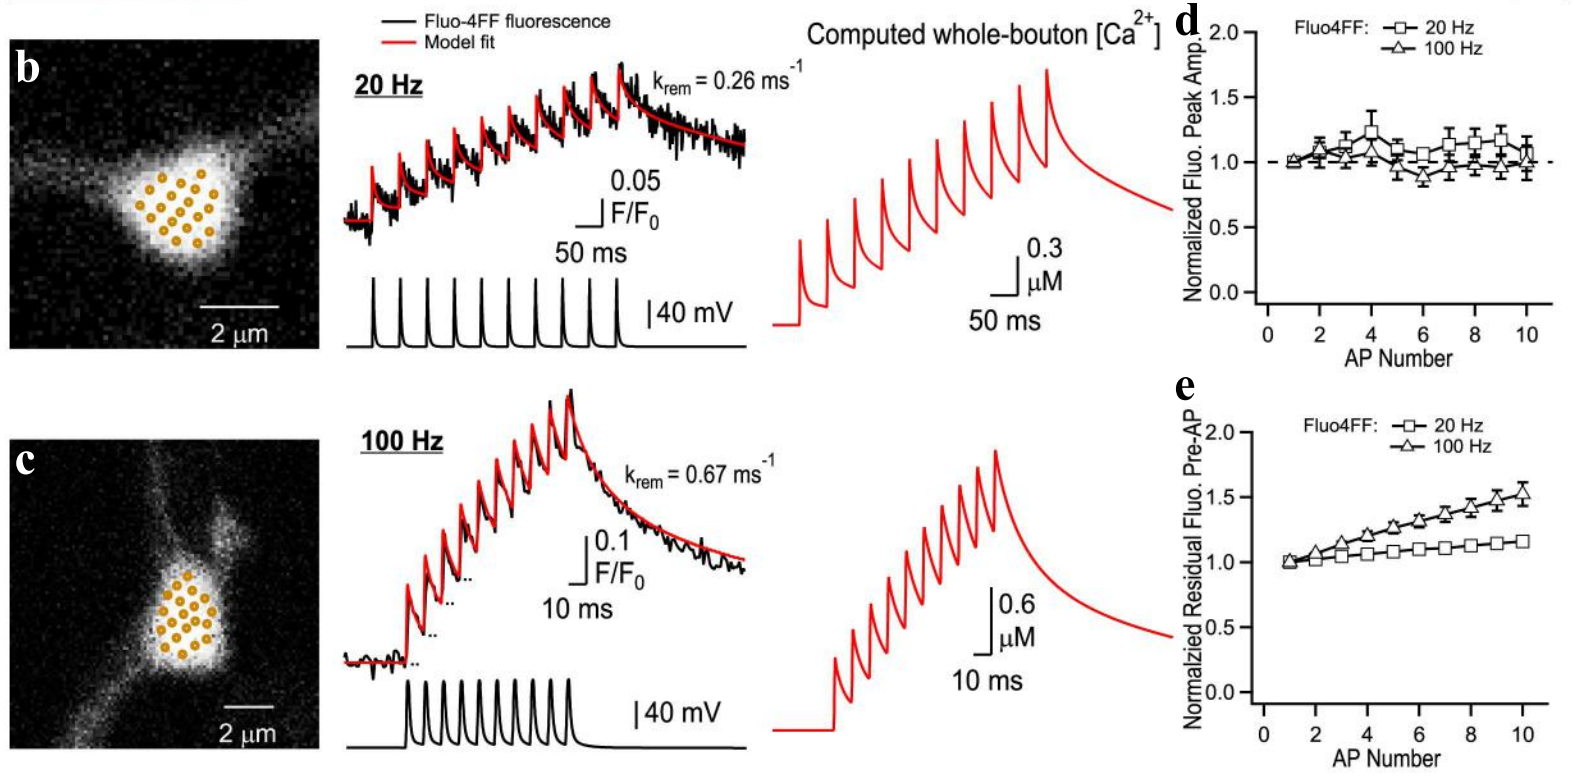 b
Fluo-4FF fluorescence
Model fit
20 Hz
k_rem = 0.26 ms⁻¹
0.05
F/F₀
50 ms
40 mV
2 μm
Computed whole-bouton [Ca²⁺]
0.3
μM
50 ms
d
Fluo4FF: 20 Hz
100 Hz
Normalized Fluo. Peak Amp.
2.0
1.5
1.0
0.5
0.0
0 2 4 6 8 10
AP Number
c
100 Hz
k_rem = 0.67 ms⁻¹
0.1
F/F₀
10 ms
40 mV
2 μm
0.6
μM
10 ms
e
Fluo4FF: 20 Hz
100 Hz
Normalzied Residual Fluo. Pre-AP
2.0
1.5
1.0
0.5
0.0
0 2 4 6 8 10
AP Number